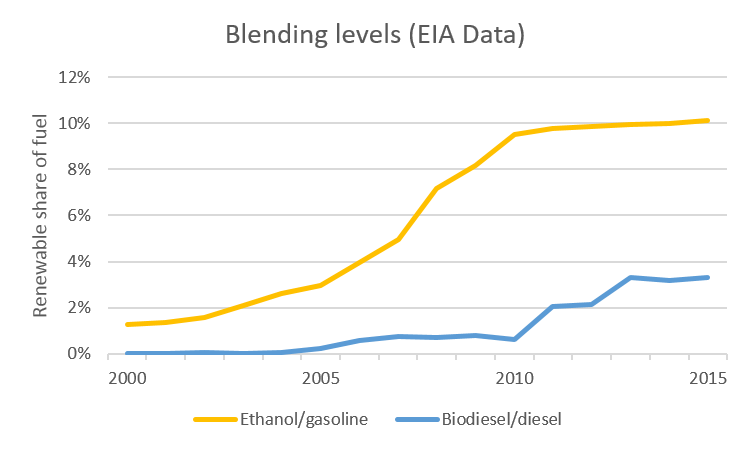 Blending levels (EIA Data)
Renewable share of fuel
12%
10%
8%
6%
4%
2%
0%
2000 2005 2010 2015
Ethanol/gasoline Biodiesel/diesel